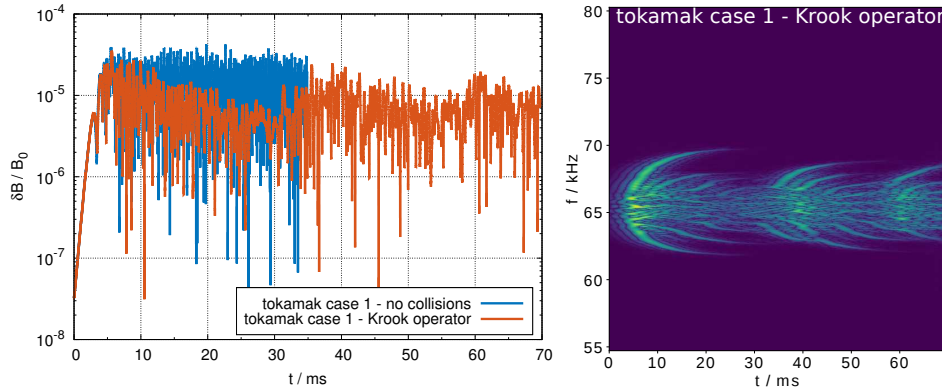 10⁻³
10⁻⁴
10⁻⁵
10⁻⁶
10⁻⁷
10⁻⁸
δB / B₀
0 10 20 30 40 50 60 70
t / ms
tokamak case 1 - no collisions
tokamak case 1 - Krook operator
tokamak case 1 - Krook operator
80
75
70
65
60
55
f / kHz
0 10 20 30 40 50 60
t / ms